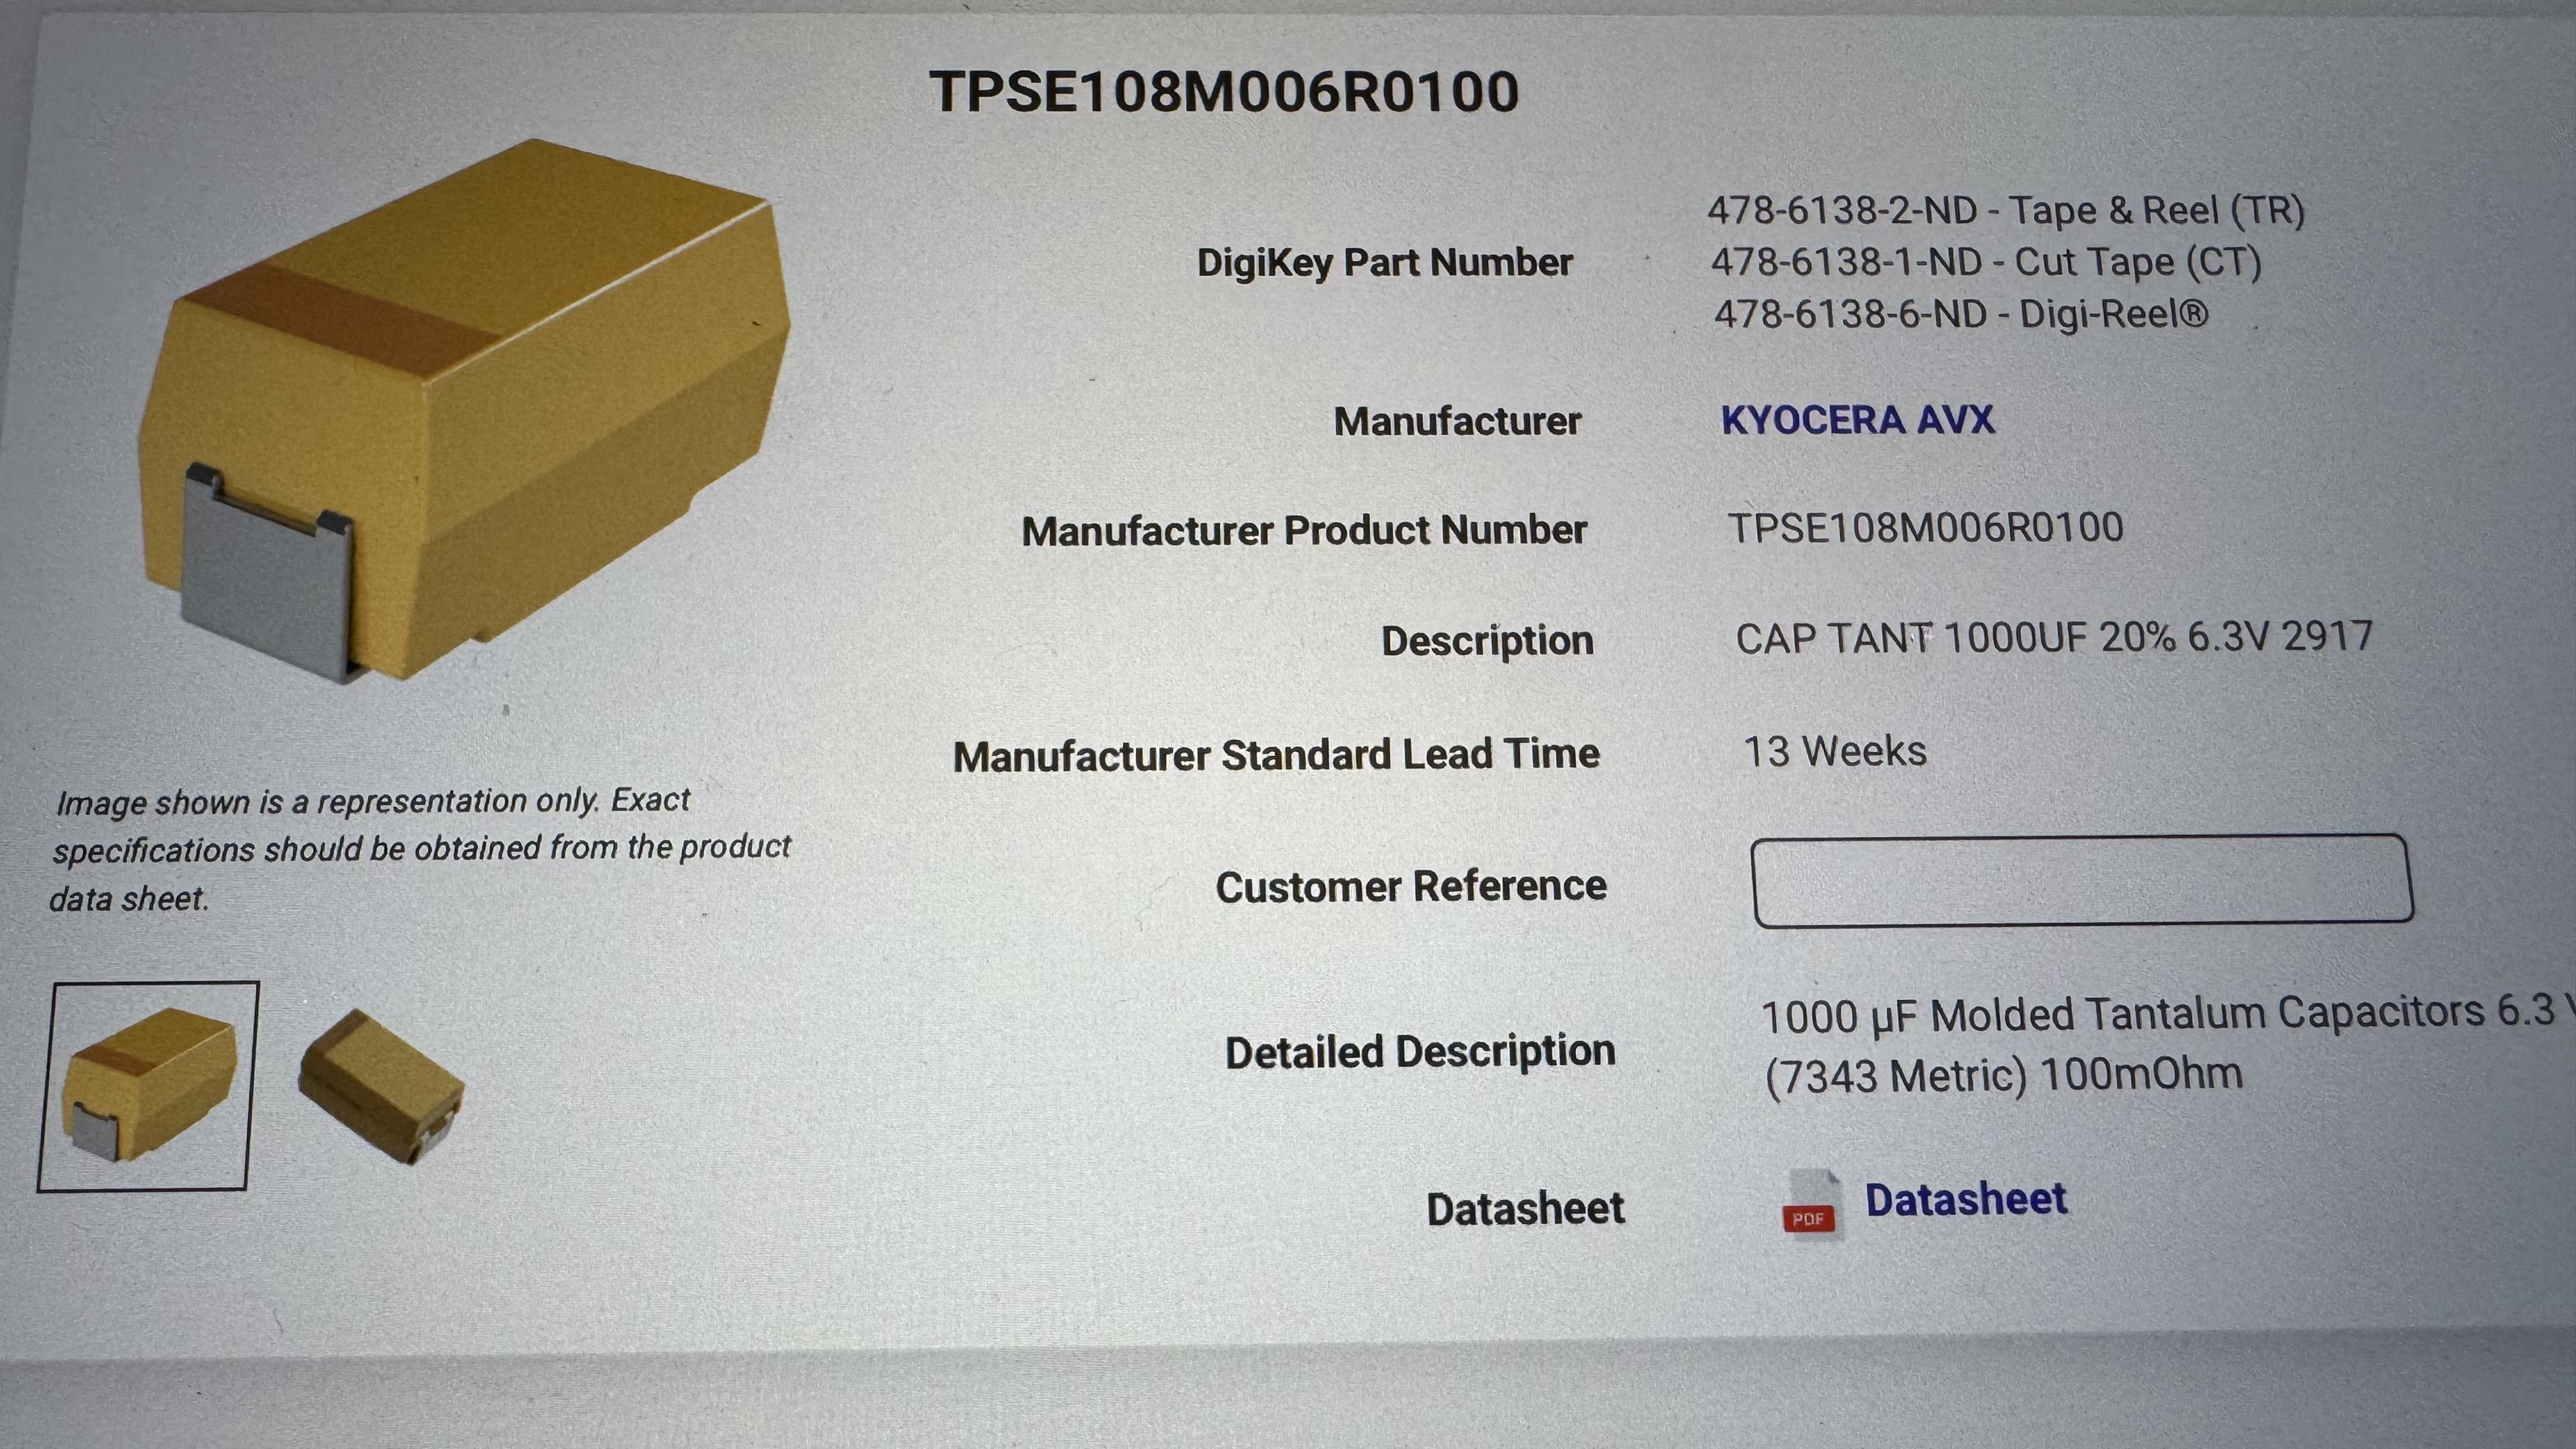 TPSE108M006R0100
DigiKey Part Number
478-6138-2-ND - Tape & Reel (TR)
478-6138-1-ND - Cut Tape (CT)
478-6138-6-ND - Digi-Reel®
Manufacturer
KYOCERA AVX
Manufacturer Product Number
TPSE108M006R0100
Description
CAP TANT 1000UF 20% 6.3V 2917
Manufacturer Standard Lead Time
13 Weeks
Customer Reference
Detailed Description
1000 µF Molded Tantalum Capacitors 6.3
(7343 Metric) 100mOhm
Datasheet
PDF
Datasheet
Image shown is a representation only. Exact
specifications should be obtained from the product
data sheet.